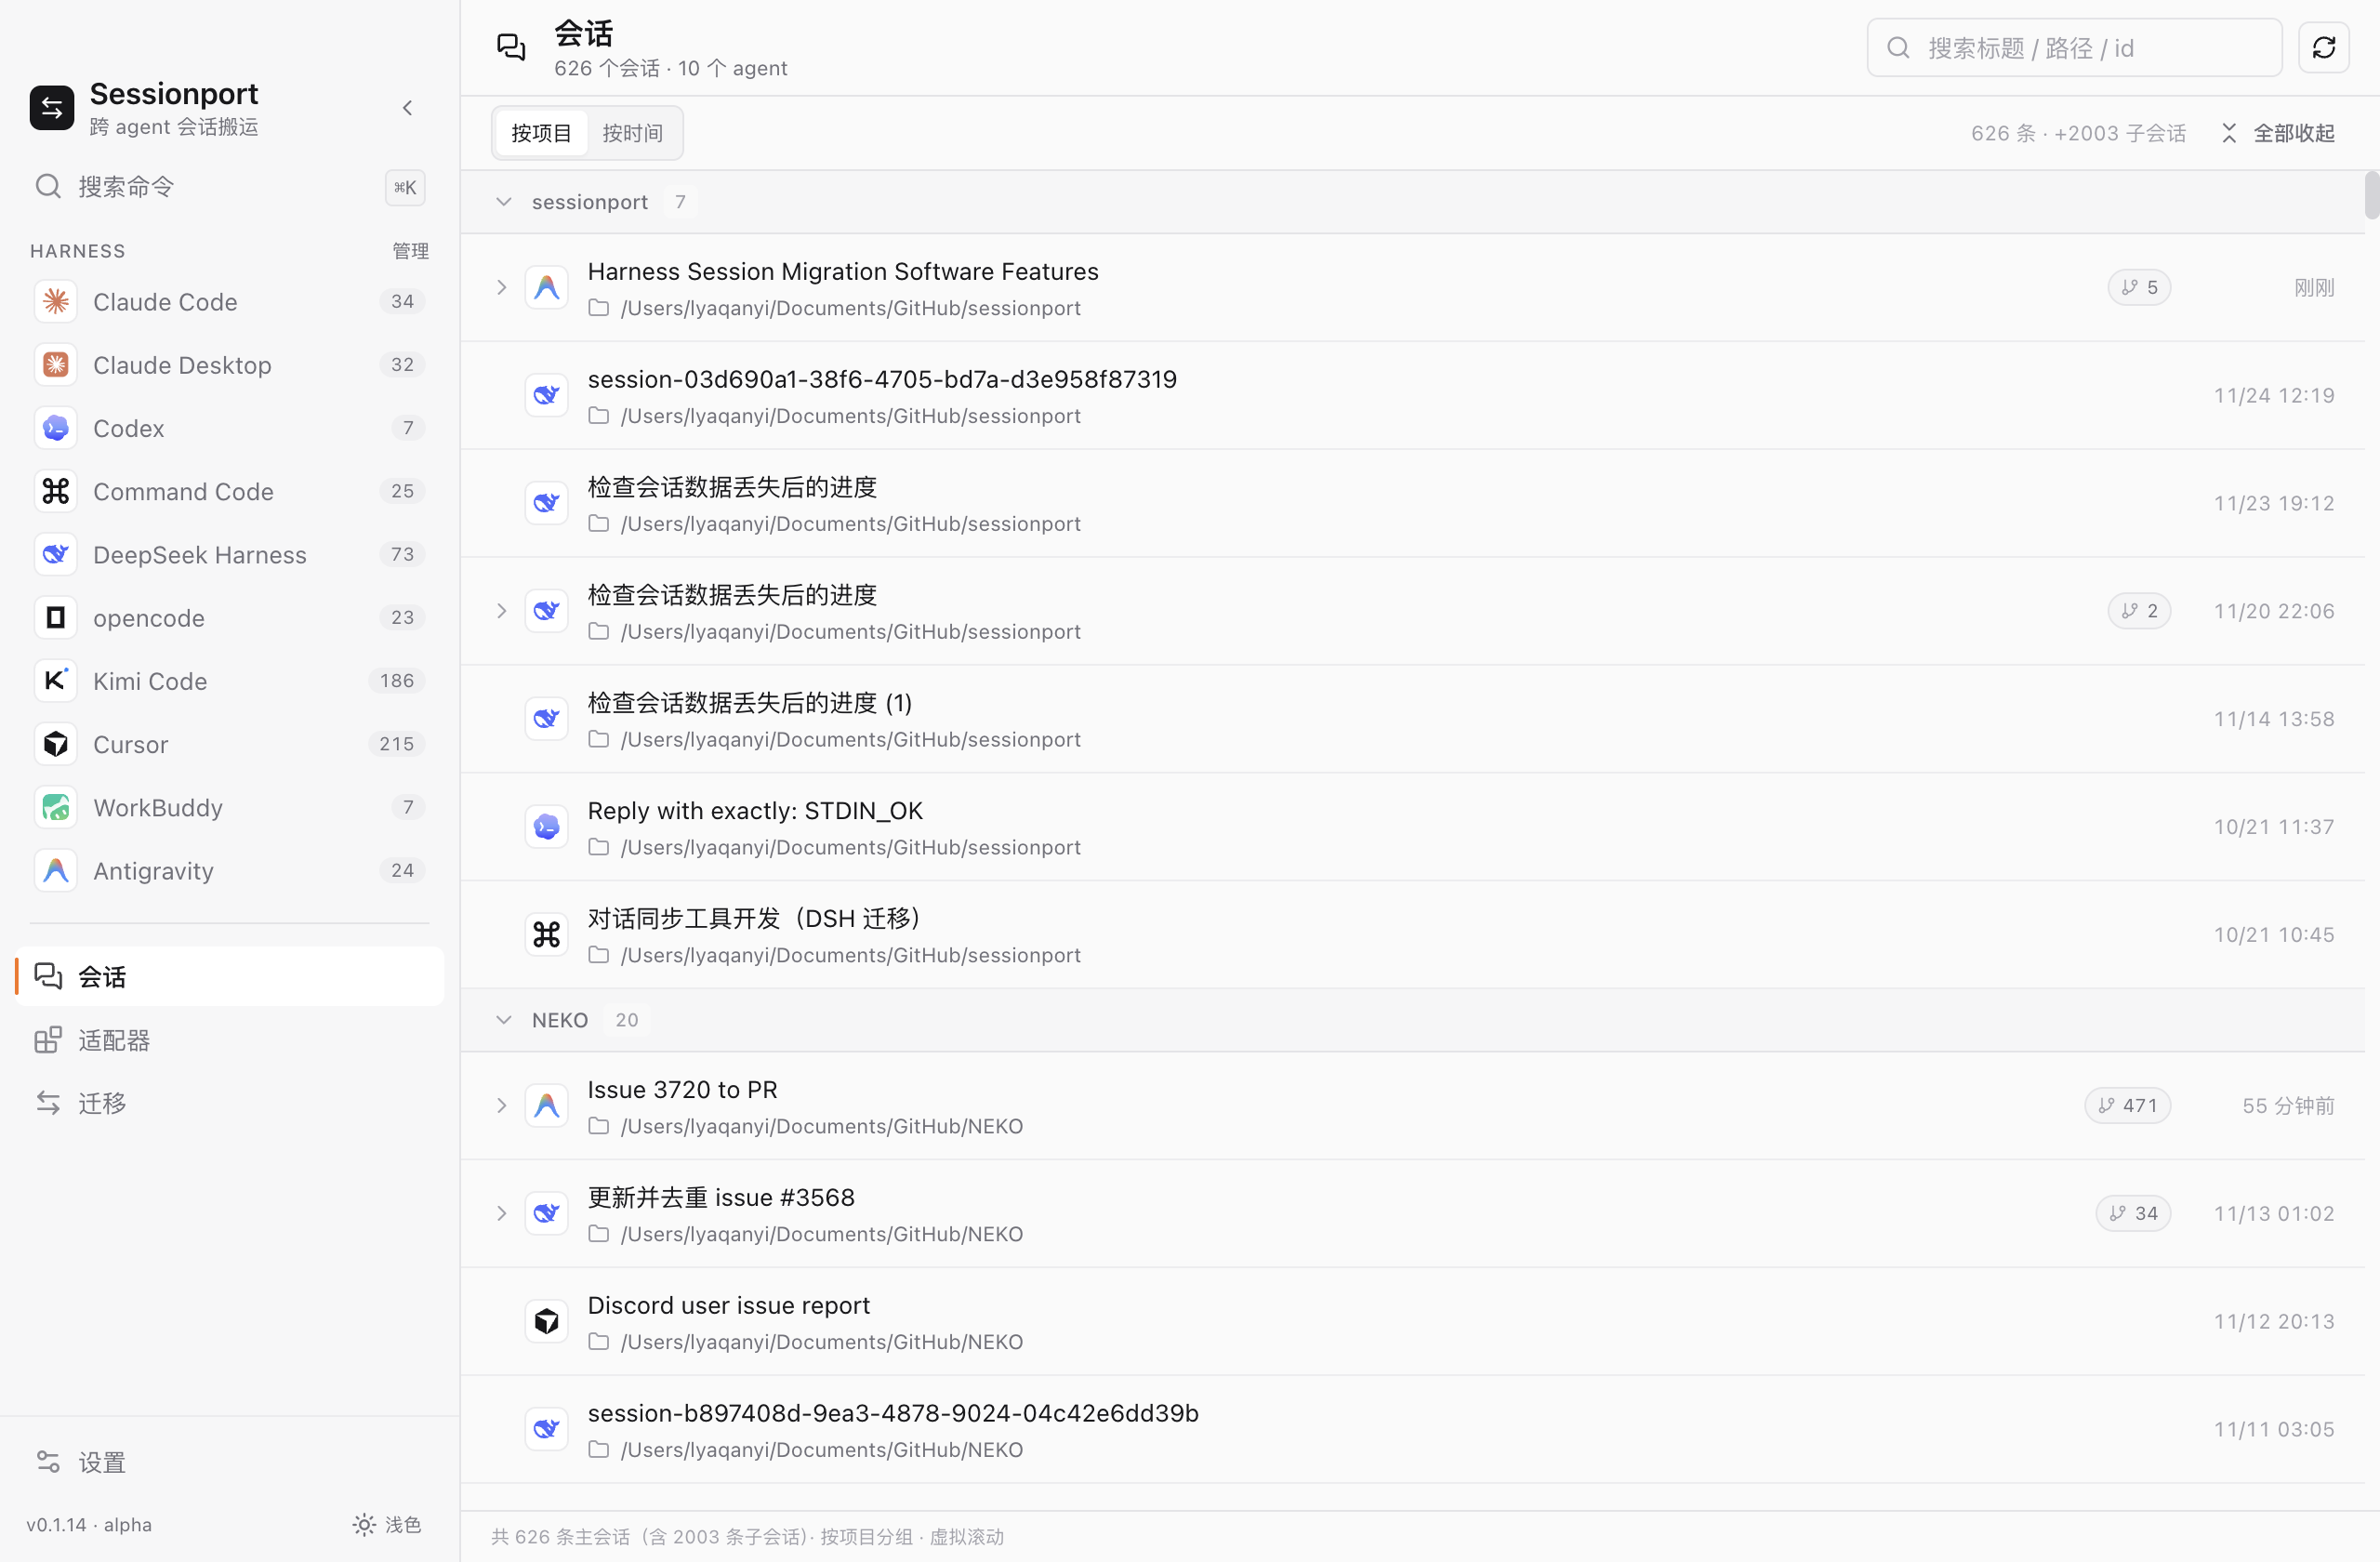 Sessionport
跨 agent 会话搬运
搜索命令
⌘K
HARNESS
管理
Claude Code
34
Claude Desktop
32
Codex
7
Command Code
25
DeepSeek Harness
73
opencode
23
Kimi Code
186
Cursor
215
WorkBuddy
7
Antigravity
24
会话
适配器
迁移
设置
v0.1.14 · alpha
浅色
会话
626 个会话 · 10 个 agent
搜索标题 / 路径 / id
按项目
按时间
626 条 · +2003 子会话
全部收起
sessionport
7
Harness Session Migration Software Features
/Users/lyaqanyi/Documents/GitHub/sessionport
5
刚刚
session-03d690a1-38f6-4705-bd7a-d3e958f87319
/Users/lyaqanyi/Documents/GitHub/sessionport
11/24 12:19
检查会话数据丢失后的进度
/Users/lyaqanyi/Documents/GitHub/sessionport
11/23 19:12
检查会话数据丢失后的进度
/Users/lyaqanyi/Documents/GitHub/sessionport
2
11/20 22:06
检查会话数据丢失后的进度 (1)
/Users/lyaqanyi/Documents/GitHub/sessionport
11/14 13:58
Reply with exactly: STDIN_OK
/Users/lyaqanyi/Documents/GitHub/sessionport
10/21 11:37
对话同步工具开发（DSH 迁移）
/Users/lyaqanyi/Documents/GitHub/sessionport
10/21 10:45
NEKO
20
Issue 3720 to PR
/Users/lyaqanyi/Documents/GitHub/NEKO
471
55 分钟前
更新并去重 issue #3568
/Users/lyaqanyi/Documents/GitHub/NEKO
34
11/13 01:02
Discord user issue report
/Users/lyaqanyi/Documents/GitHub/NEKO
11/12 20:13
session-b897408d-9ea3-4878-9024-04c42e6dd39b
/Users/lyaqanyi/Documents/GitHub/NEKO
11/11 03:05
共 626 条主会话（含 2003 条子会话）· 按项目分组 · 虚拟滚动